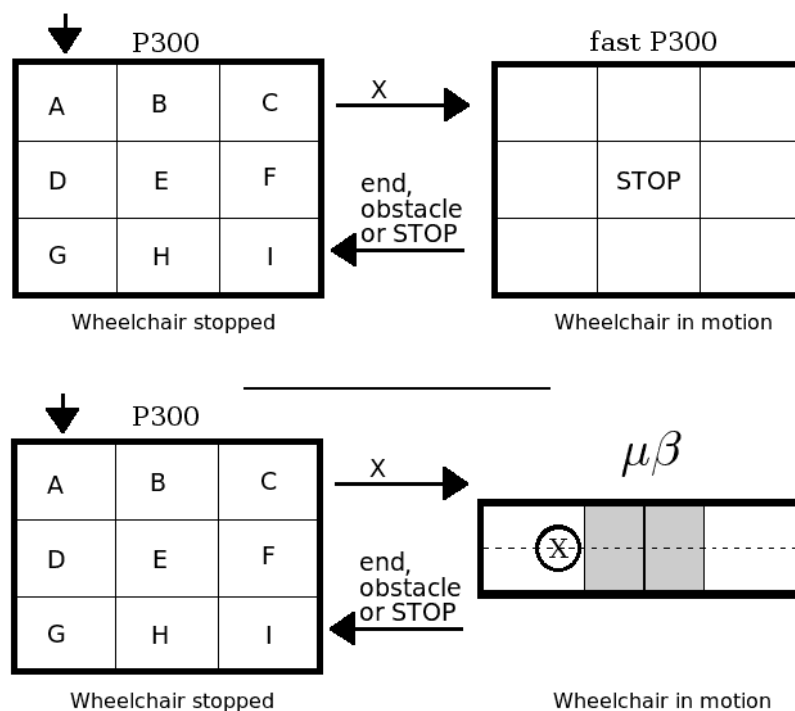 P300
fast P300
A B C
X
D E F
STOP
end,
obstacle
or STOP
G H I
Wheelchair stopped
Wheelchair in motion
P300
μβ
A B C
X
D E F
X
end,
obstacle
or STOP
G H I
Wheelchair stopped
Wheelchair in motion